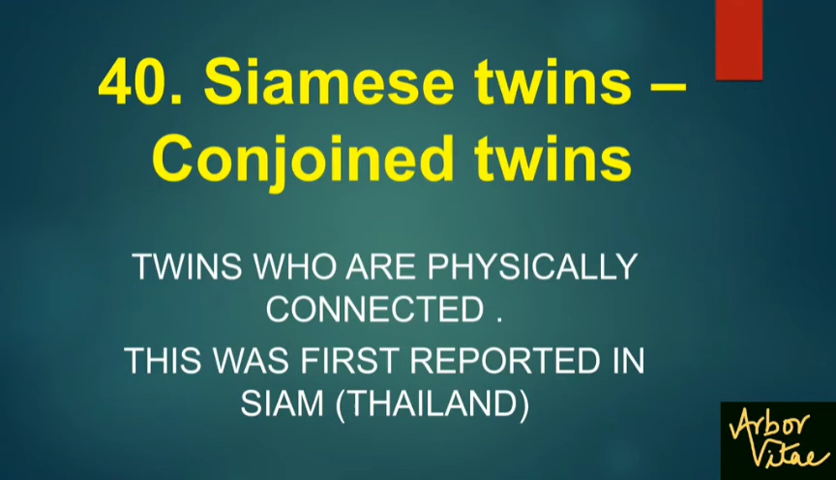 40. Siamese twins –
Conjoined twins
TWINS WHO ARE PHYSICALLY
CONNECTED .
THIS WAS FIRST REPORTED IN
SIAM (THAILAND)
Arbor
Vitae